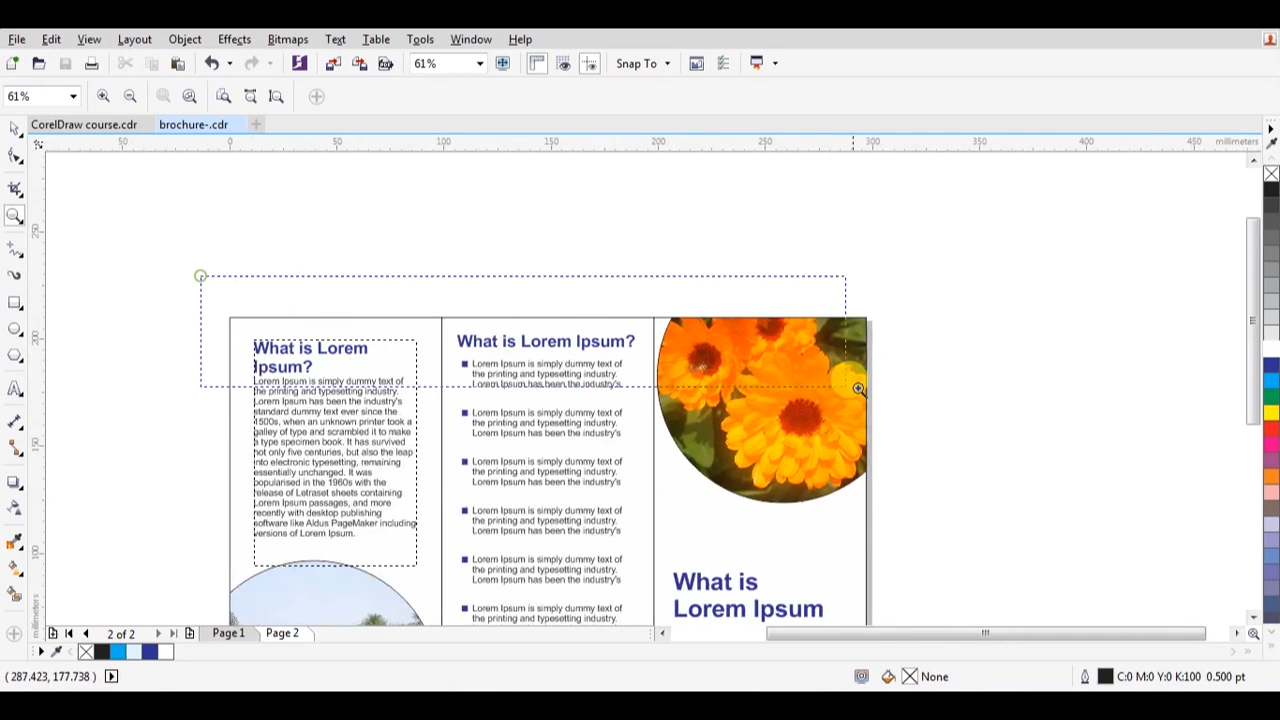 File Edit View Layout Object Effects Bitmaps Text Table Tools Window Help
61% Snap To
61%
CorelDraw course.cdr brochure-.cdr
50 0 50 100 150 200 250 300 350 400 450 millimeters
250
200
150
100
millimeters
What is Lorem
Ipsum?
Lorem Ipsum is simply dummy text of
the printing and typesetting industry.
Lorem Ipsum has been the industry's
standard dummy text ever since the
1500s, when an unknown printer took a
galley of type and scrambled it to make
a type specimen book. It has survived
not only five centuries, but also the leap
into electronic typesetting, remaining
essentially unchanged. It was
popularised in the 1960s with the
release of Letraset sheets containing
Lorem Ipsum passages, and more
recently with desktop publishing
software like Aldus PageMaker including
versions of Lorem Ipsum.
What is Lorem Ipsum?
Lorem Ipsum is simply dummy text of
the printing and typesetting industry.
Lorem Ipsum has been the industry's
Lorem Ipsum is simply dummy text of
the printing and typesetting industry.
Lorem Ipsum has been the industry's
Lorem Ipsum is simply dummy text of
the printing and typesetting industry.
Lorem Ipsum has been the industry's
Lorem Ipsum is simply dummy text of
the printing and typesetting industry.
Lorem Ipsum has been the industry's
Lorem Ipsum is simply dummy text of
the printing and typesetting industry.
Lorem Ipsum has been the industry's
Lorem Ipsum is simply dummy text of
the printing and typesetting industry.
What is
Lorem Ipsum
2 of 2 Page 1 Page 2
( 287.423, 177.738 ) None C:0 M:0 Y:0 K:100 0.500 pt